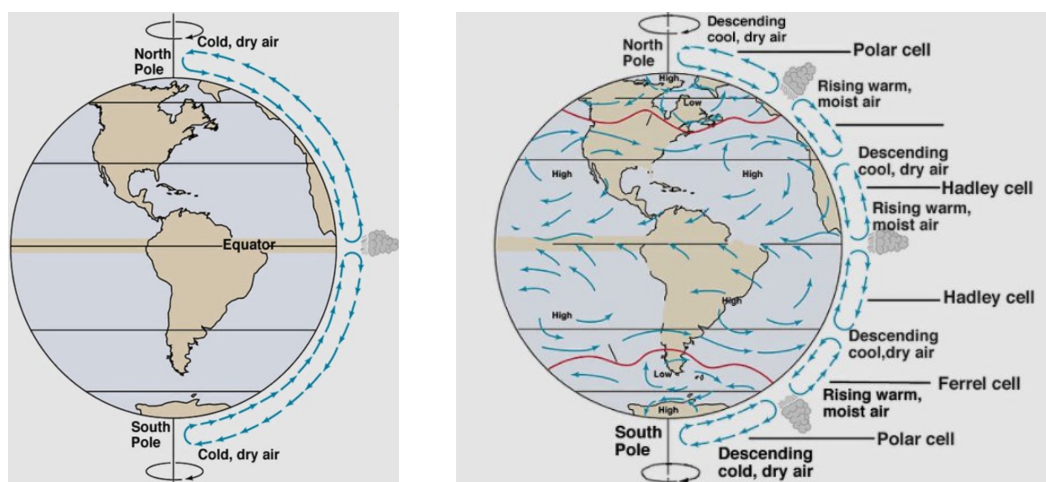 Cold, dry air
North
Pole
Equator
South
Pole
Cold, dry air
Descending
cool, dry air
North
Pole
Polar cell
High
Rising warm,
moist air
Low
Descending
cool, dry air
High
High
Hadley cell
Rising warm,
moist air
High
Hadley cell
High
Descending
cool,dry air
Low
Ferrel cell
Rising warm,
moist air
High
South
Pole
Polar cell
Descending
cold, dry air